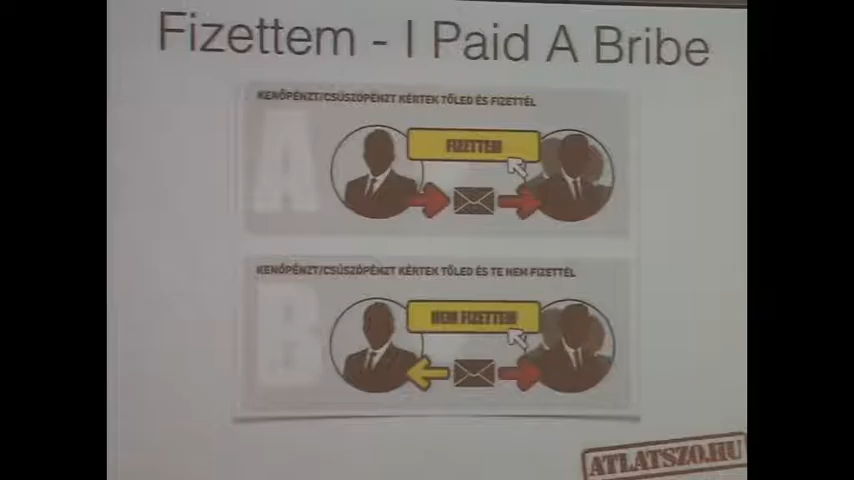 Fizettem - I Paid A Bribe
KENŐPÉNZT/CSÚSZÓPÉNZT KÉRTEK TŐLED ÉS FIZETTÉL
A
FIZETTEM
KENŐPÉNZT/CSÚSZÓPÉNZT KÉRTEK TŐLED ÉS TE NEM FIZETTÉL
B
NEM FIZETTEM
ATLATSZO.HU